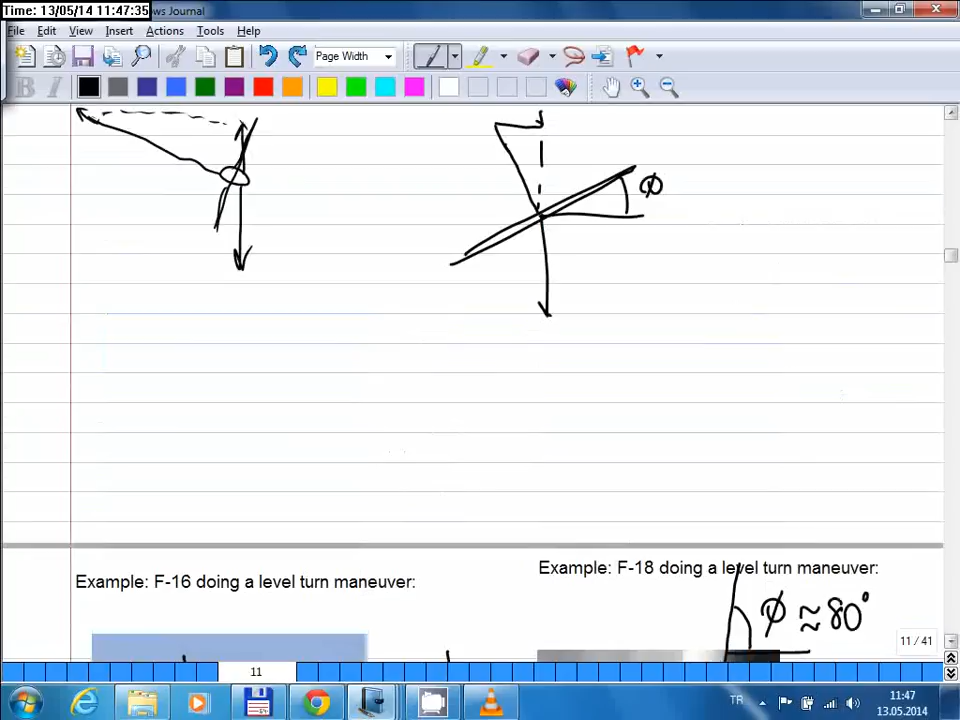 Time: 13/05/14 11:47:35
ows Journal
File Edit View Insert Actions Tools Help
Page Width
B I
Φ
Example: F-16 doing a level turn maneuver:
Example: F-18 doing a level turn maneuver:
Φ ≈ 80°
11 / 41
11
TR
11:47
13.05.2014